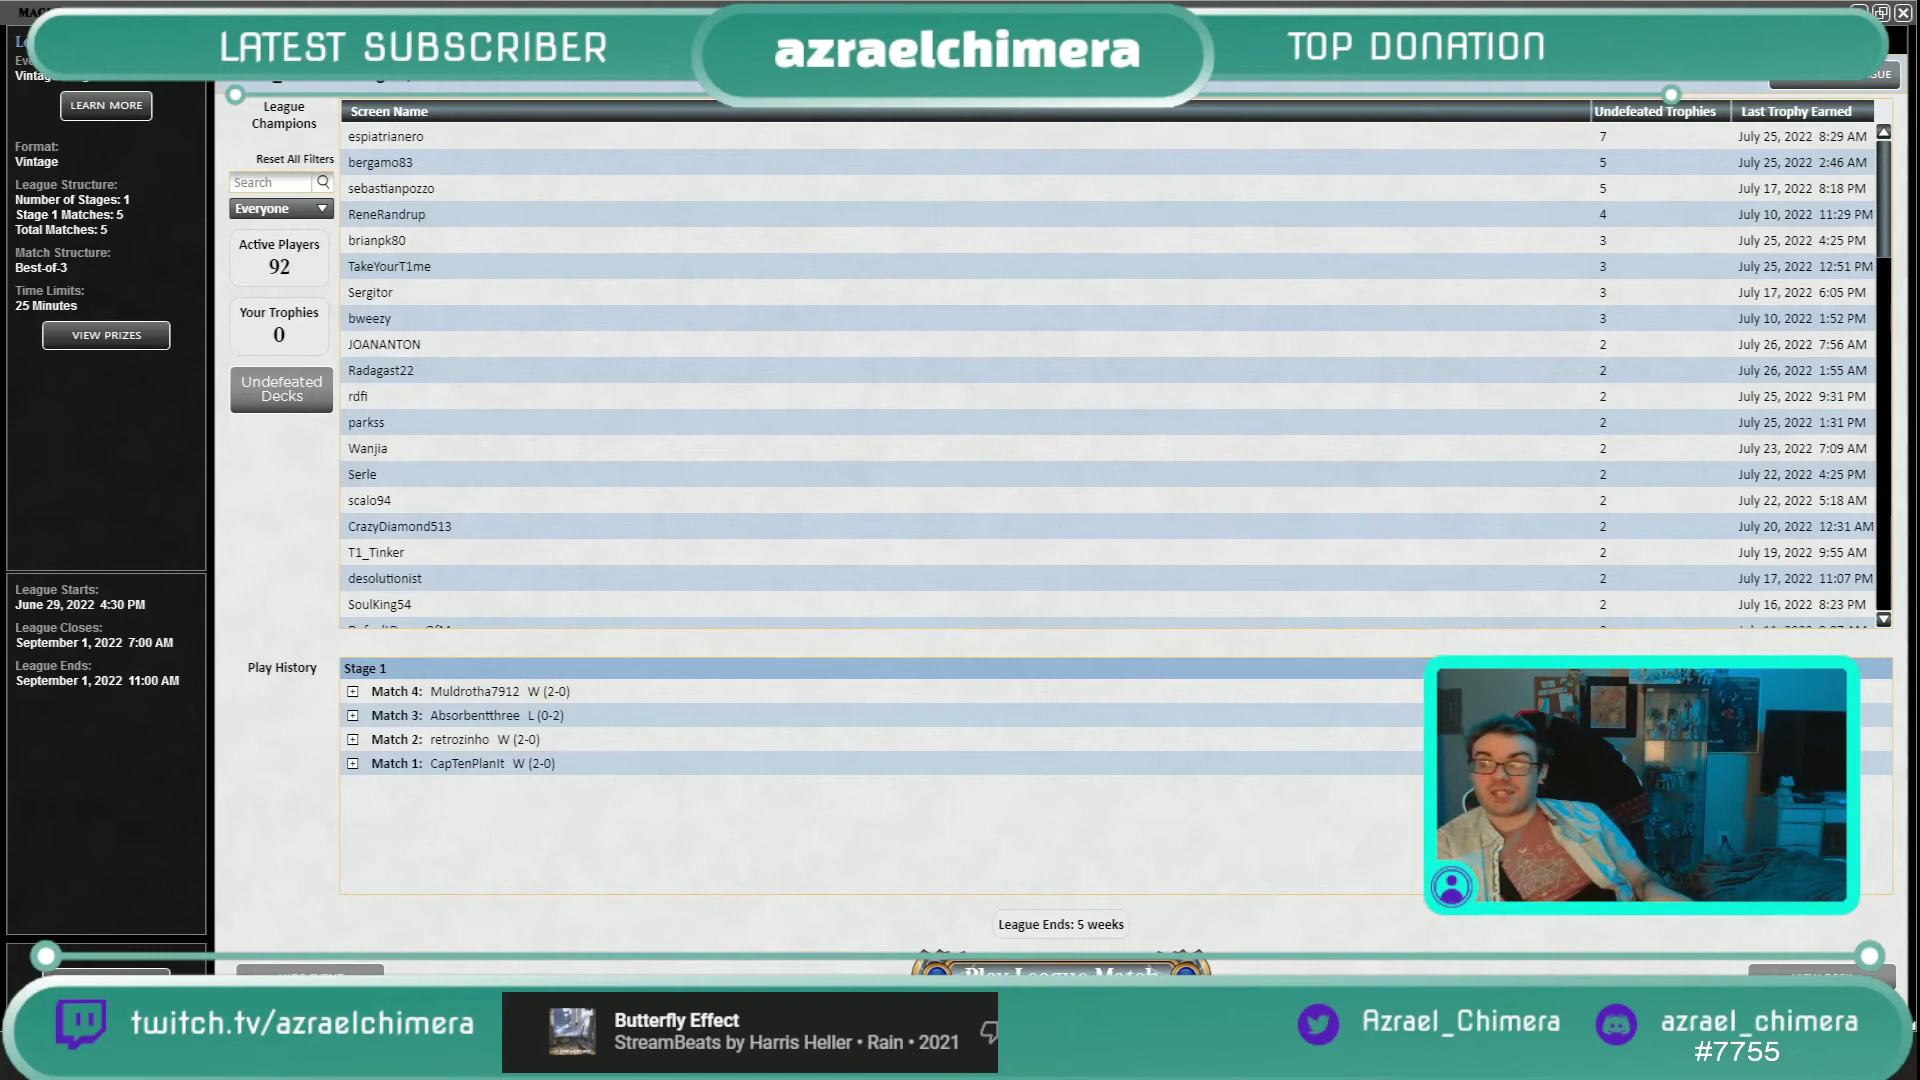 LATEST SUBSCRIBER
azraelchimera
TOP DONATION
LEARN MORE
Format:
Vintage
League Structure:
Number of Stages: 1
Stage 1 Matches: 5
Total Matches: 5
Match Structure:
Best-of-3
Time Limits:
25 Minutes
VIEW PRIZES
League Starts:
June 29, 2022 4:30 PM
League Closes:
September 1, 2022 7:00 AM
League Ends:
September 1, 2022 11:00 AM
League
Champions
Reset All Filters
Search
Everyone
Active Players
92
Your Trophies
0
Undefeated
Decks
Screen Name Undefeated Trophies Last Trophy Earned
espiatrianero 7 July 25, 2022 8:29 AM
bergamo83 5 July 25, 2022 2:46 AM
sebastianpozzo 5 July 17, 2022 8:18 PM
ReneRandrup 4 July 10, 2022 11:29 PM
brianpk80 3 July 25, 2022 4:25 PM
TakeYourT1me 3 July 25, 2022 12:51 PM
Sergitor 3 July 17, 2022 6:05 PM
bweezy 3 July 10, 2022 1:52 PM
JOANANTON 2 July 26, 2022 7:56 AM
Radagast22 2 July 26, 2022 1:55 AM
rdfi 2 July 25, 2022 9:31 PM
parkss 2 July 25, 2022 1:31 PM
Wanjia 2 July 23, 2022 7:09 AM
Serle 2 July 22, 2022 4:25 PM
scalo94 2 July 22, 2022 5:18 AM
CrazyDiamond513 2 July 20, 2022 12:31 AM
T1_Tinker 2 July 19, 2022 9:55 AM
desolutionist 2 July 17, 2022 11:07 PM
SoulKing54 2 July 16, 2022 8:23 PM
Play History
Stage 1
Match 4: Muldrotha7912 W (2-0)
Match 3: Absorbentthree L (0-2)
Match 2: retrozinho W (2-0)
Match 1: CapTenPlanIt W (2-0)
League Ends: 5 weeks
Play League Match
twitch.tv/azraelchimera
Butterfly Effect
StreamBeats by Harris Heller • Rain • 2021
Azrael_Chimera
azrael_chimera
#7755